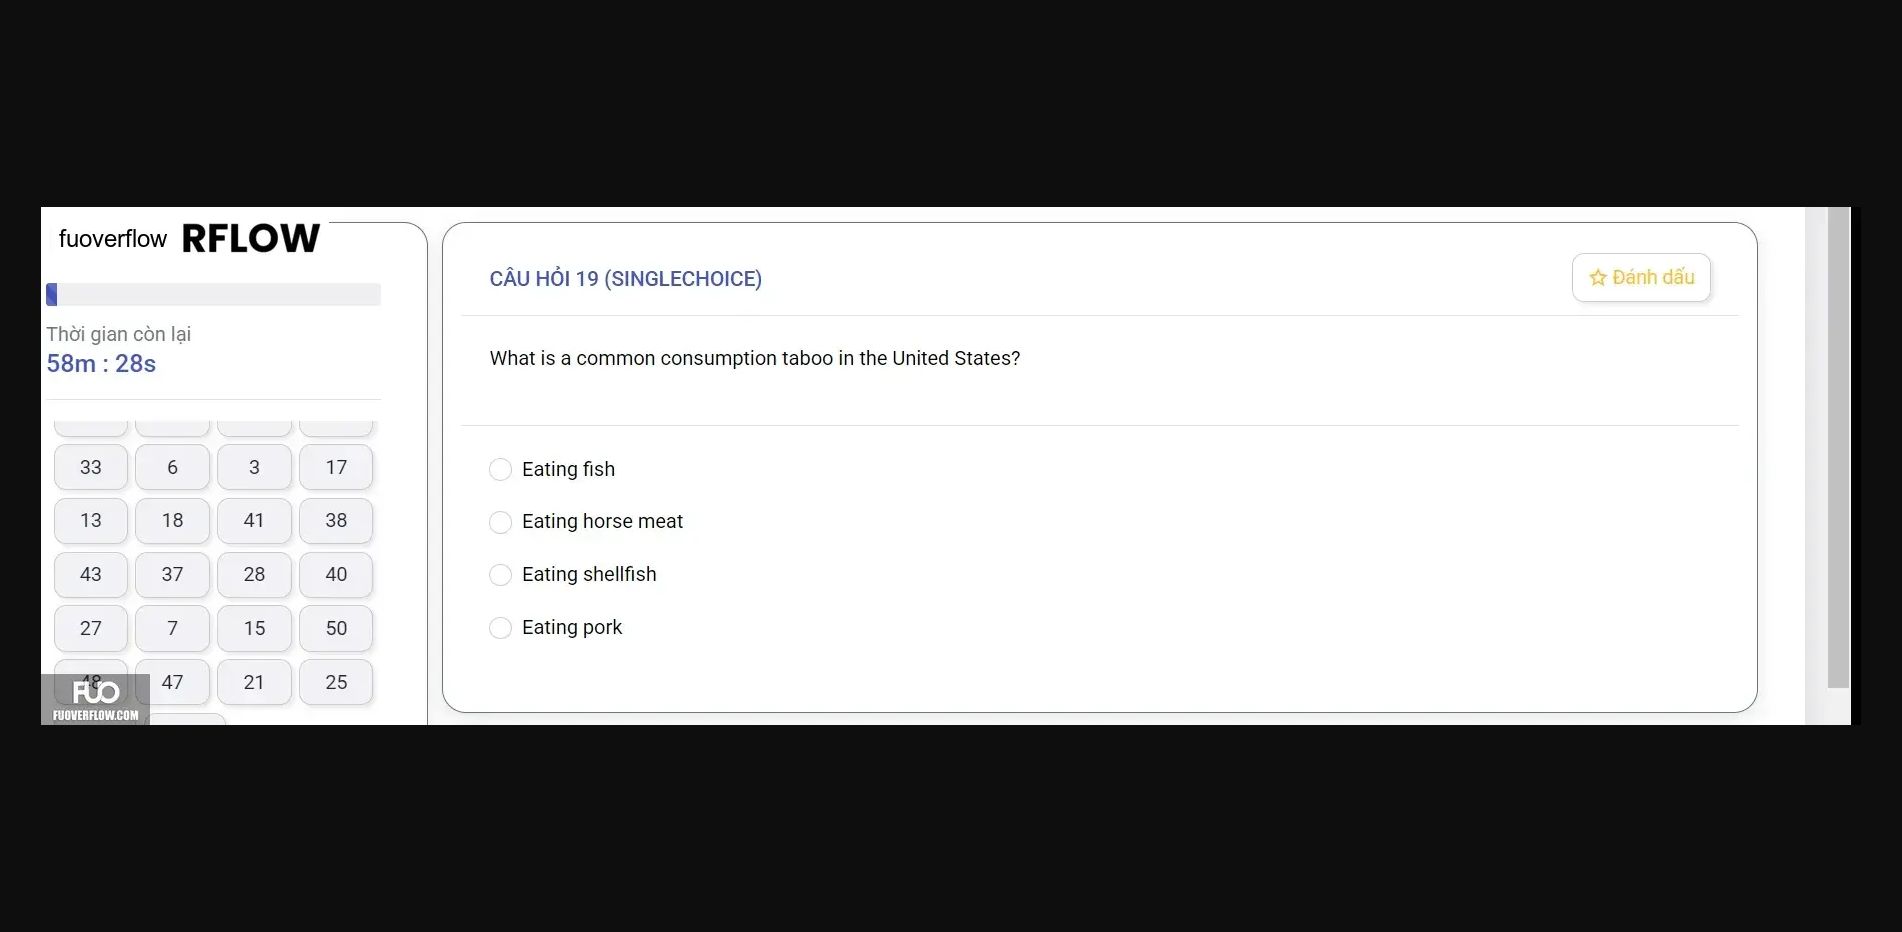 fuoverflow RFLOW
Thời gian còn lại
58m : 28s
33 6 3 17
13 18 41 38
43 37 28 40
27 7 15 50
48 47 21 25
FUO
FUOVERFLOW.COM
CÂU HỎI 19 (SINGLECHOICE)
Đánh dấu
What is a common consumption taboo in the United States?
Eating fish
Eating horse meat
Eating shellfish
Eating pork